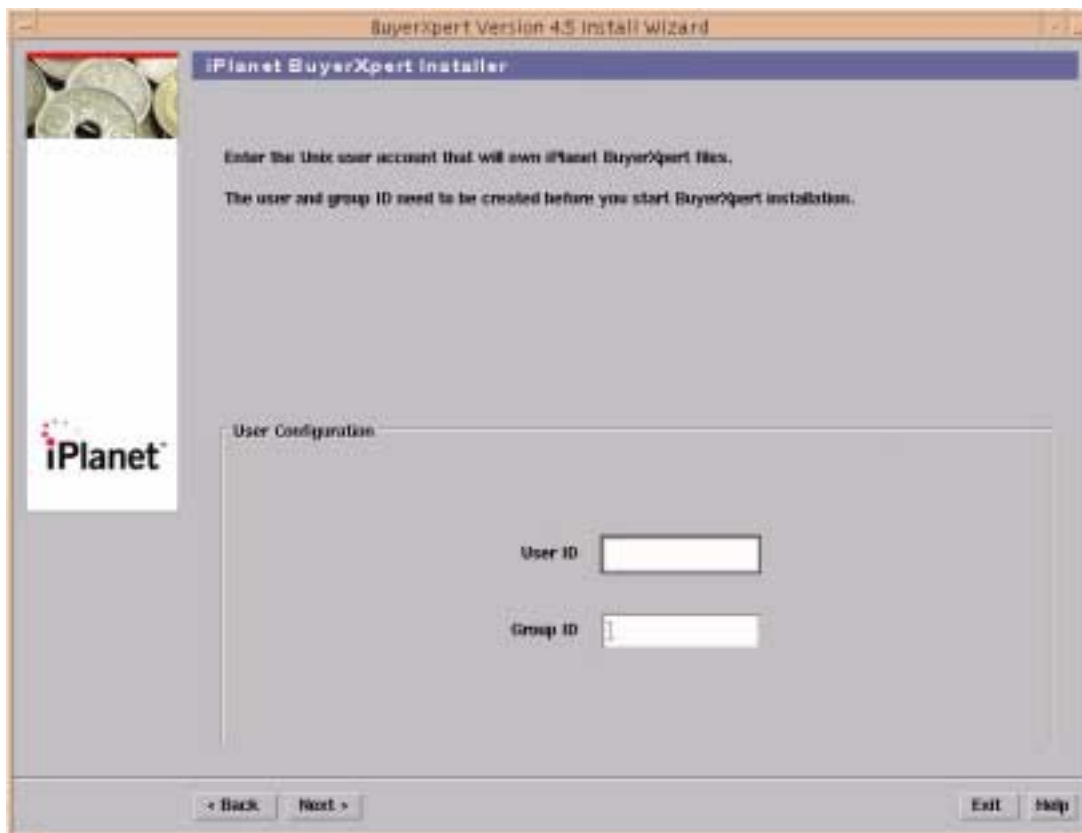 BuyerXpert Version 4.5 Install Wizard
iPlanet BuyerXpert Installer
Enter the Unix user account that will own iPlanet BuyerXpert files.
The user and group ID need to be created before you start BuyerXpert installation.
iPlanet
User Configuration
User ID
Group ID
< Back
Next >
Exit
Help